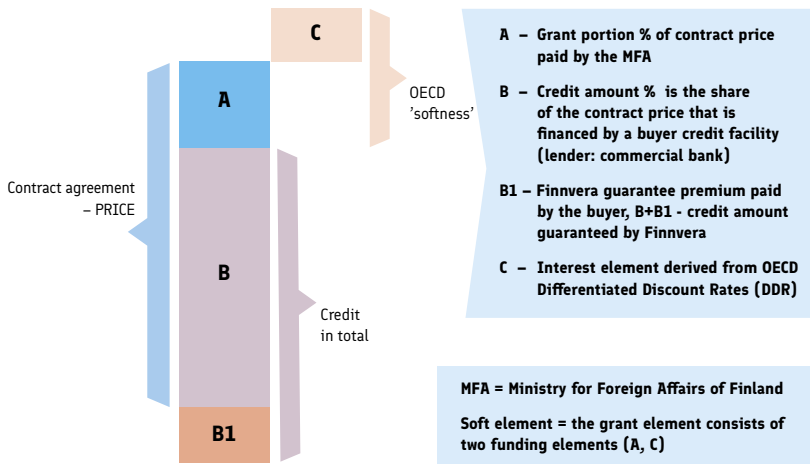 C
A
OECD
'softness'
Contract agreement
– PRICE
B
Credit
in total
B1
A – Grant portion % of contract price
paid by the MFA
B – Credit amount % is the share
of the contract price that is
financed by a buyer credit facility
(lender: commercial bank)
B1 – Finnvera guarantee premium paid
by the buyer, B+B1 - credit amount
guaranteed by Finnvera
C – Interest element derived from OECD
Differentiated Discount Rates (DDR)
MFA = Ministry for Foreign Affairs of Finland
Soft element = the grant element consists of
two funding elements (A, C)